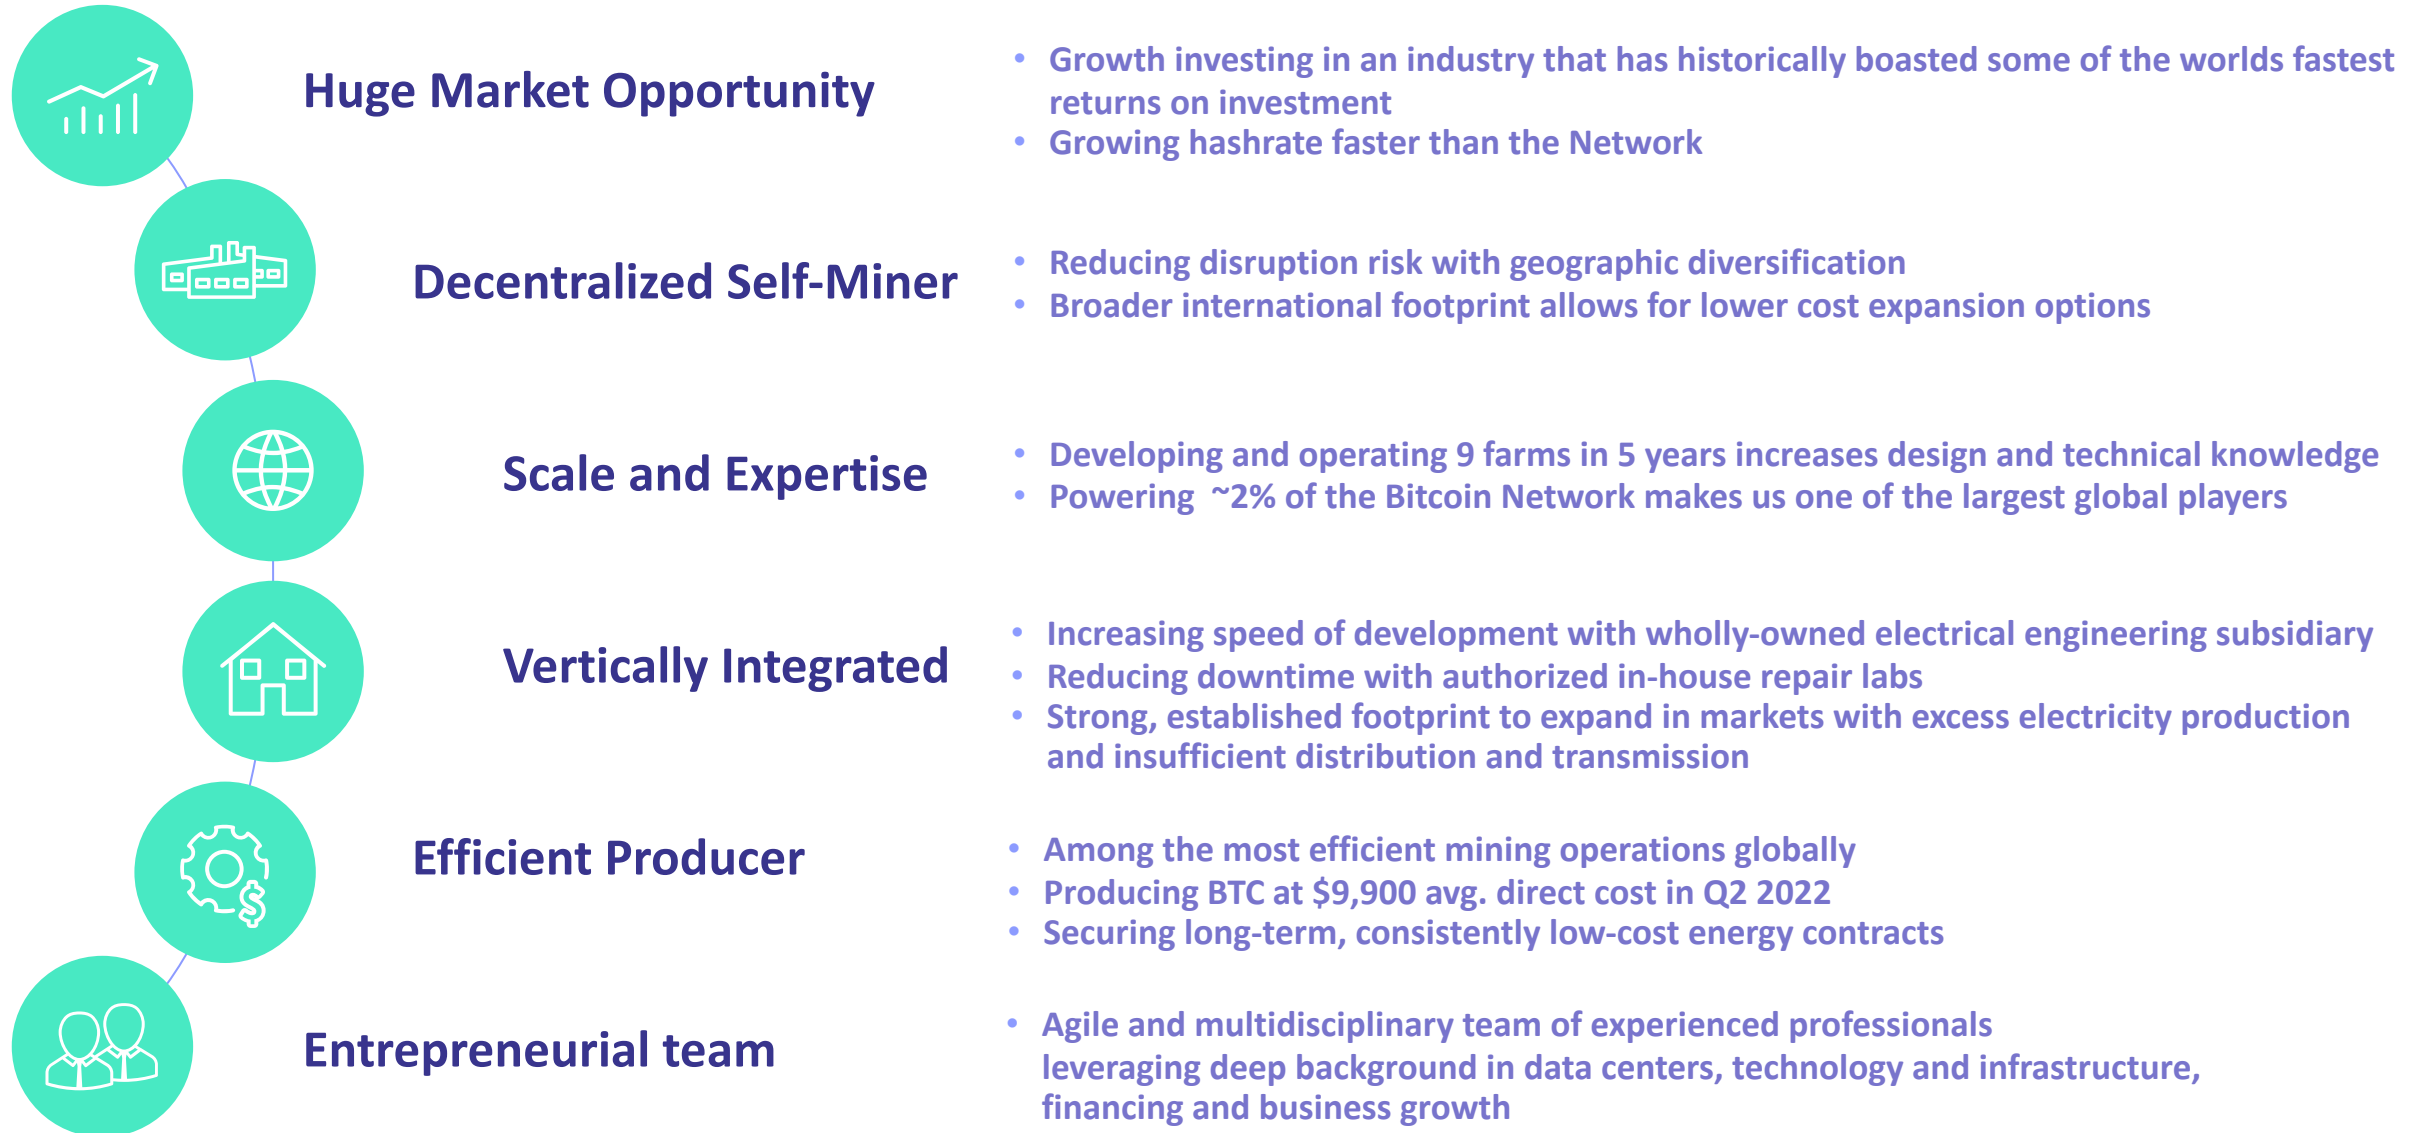 Huge Market Opportunity
• Growth investing in an industry that has historically boasted some of the worlds fastest
returns on investment
• Growing hashrate faster than the Network
Decentralized Self-Miner
• Reducing disruption risk with geographic diversification
• Broader international footprint allows for lower cost expansion options
Scale and Expertise
• Developing and operating 9 farms in 5 years increases design and technical knowledge
• Powering ~2% of the Bitcoin Network makes us one of the largest global players
Vertically Integrated
• Increasing speed of development with wholly-owned electrical engineering subsidiary
• Reducing downtime with authorized in-house repair labs
• Strong, established footprint to expand in markets with excess electricity production
and insufficient distribution and transmission
Efficient Producer
• Among the most efficient mining operations globally
• Producing BTC at $9,900 avg. direct cost in Q2 2022
• Securing long-term, consistently low-cost energy contracts
$
Entrepreneurial team
• Agile and multidisciplinary team of experienced professionals
leveraging deep background in data centers, technology and infrastructure,
financing and business growth